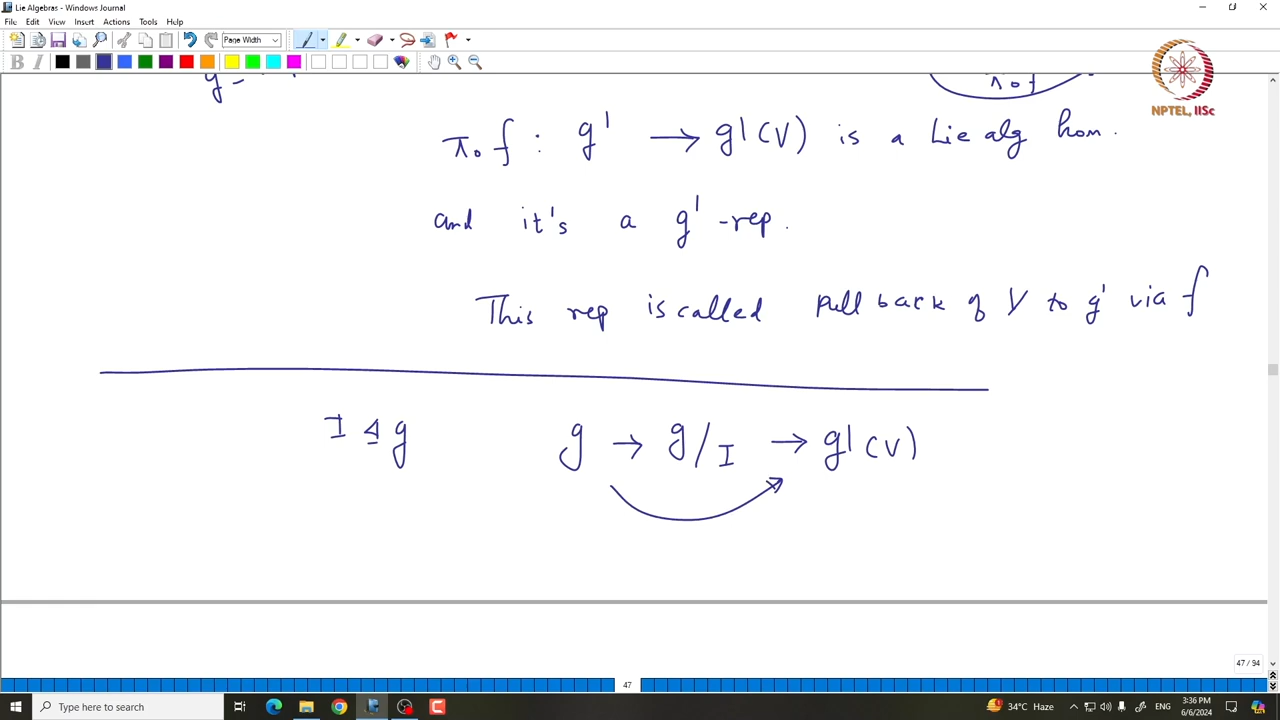 Lie Algebras - Windows Journal
File Edit View Insert Actions Tools Help
Page Width
B I
y =
π∘f
NPTEL, IISc
π∘f : g' → gl(V) is a Lie alg hom.
and it's a g' -rep.
This rep is called Pull back of V to g' via f
I ⊴ g g → g/I → gl(V)
47 / 94
47
Type here to search
34°C Haze
ENG
3:36 PM
6/6/2024